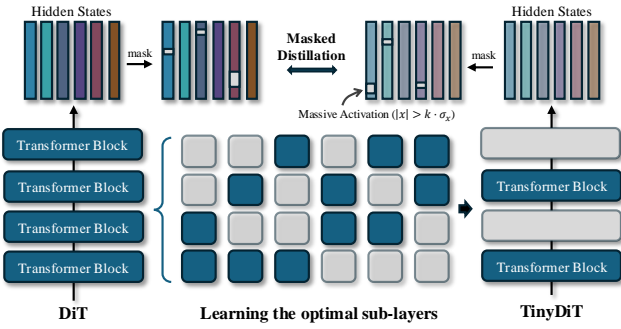 Hidden States
Hidden States
mask
Masked
Distillation
mask
Massive Activation (|x| > k · σₓ)
Transformer Block
Transformer Block
Transformer Block
Transformer Block
Transformer Block
Transformer Block
DiT
Learning the optimal sub-layers
TinyDiT